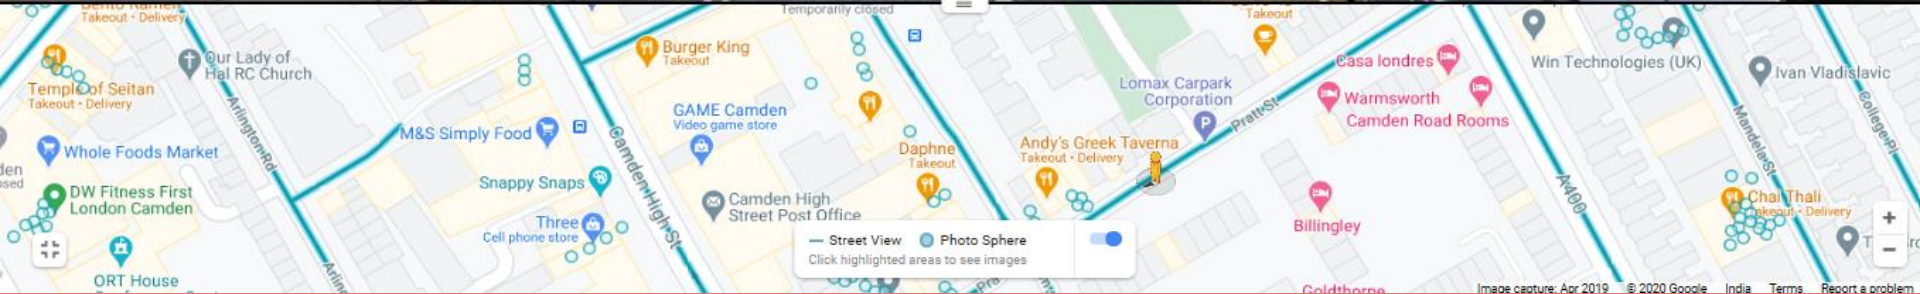 Bento Ramen
Takeout • Delivery
Our Lady of
Hal RC Church
Temple of Seitan
Takeout • Delivery
Whole Foods Market
DW Fitness First
London Camden
ORT House
Arlington Rd
M&S Simply Food
Snappy Snaps
Three
Cell phone store
Camden High St
Burger King
Takeout
GAME Camden
Video game store
Camden High
Street Post Office
Temporarily closed
Daphne
Takeout
Andy's Greek Taverna
Takeout • Delivery
Lomax Carpark
Corporation
Takeout
Pratt St
Casa londres
Warmsworth
Camden Road Rooms
Billingley
Goldthorpe
A400
Win Technologies (UK)
Mandela St
Ivan Vladislavic
College Pl
Chai Thali
Takeout • Delivery
Street View
Photo Sphere
Click highlighted areas to see images
Image capture: Apr 2019 © 2020 Google India Terms Report a problem